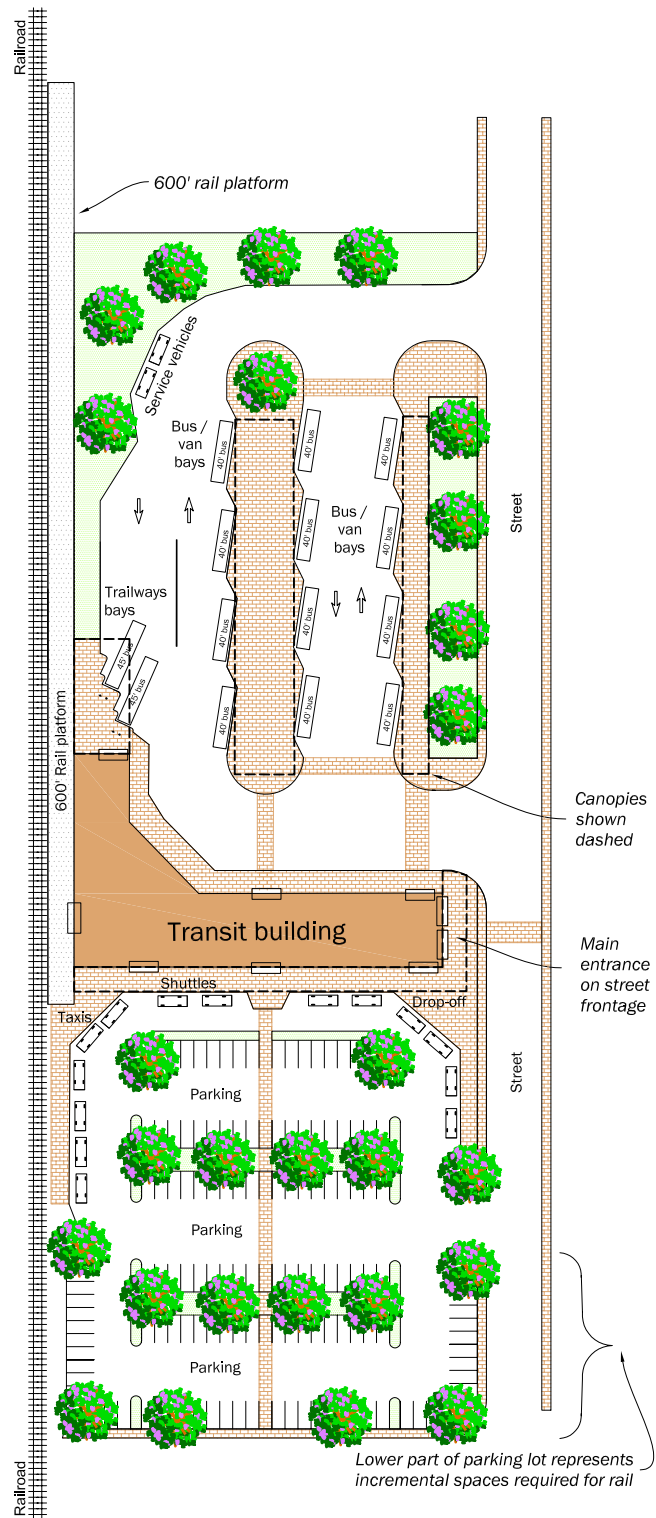 Railroad
600' rail platform
Service vehicles
Bus /
van
bays
40' bus
40' bus
40' bus
40' bus
40' bus
40' bus
40' bus
40' bus
Bus /
van
bays
40' bus
40' bus
40' bus
40' bus
Street
Trailways
bays
45' bus
45' bus
600' Rail platform
Canopies
shown
dashed
Transit building
Main
entrance
on street
frontage
Shuttles
Taxis
Drop-off
Street
Parking
Parking
Parking
Lower part of parking lot represents
incremental spaces required for rail
Railroad